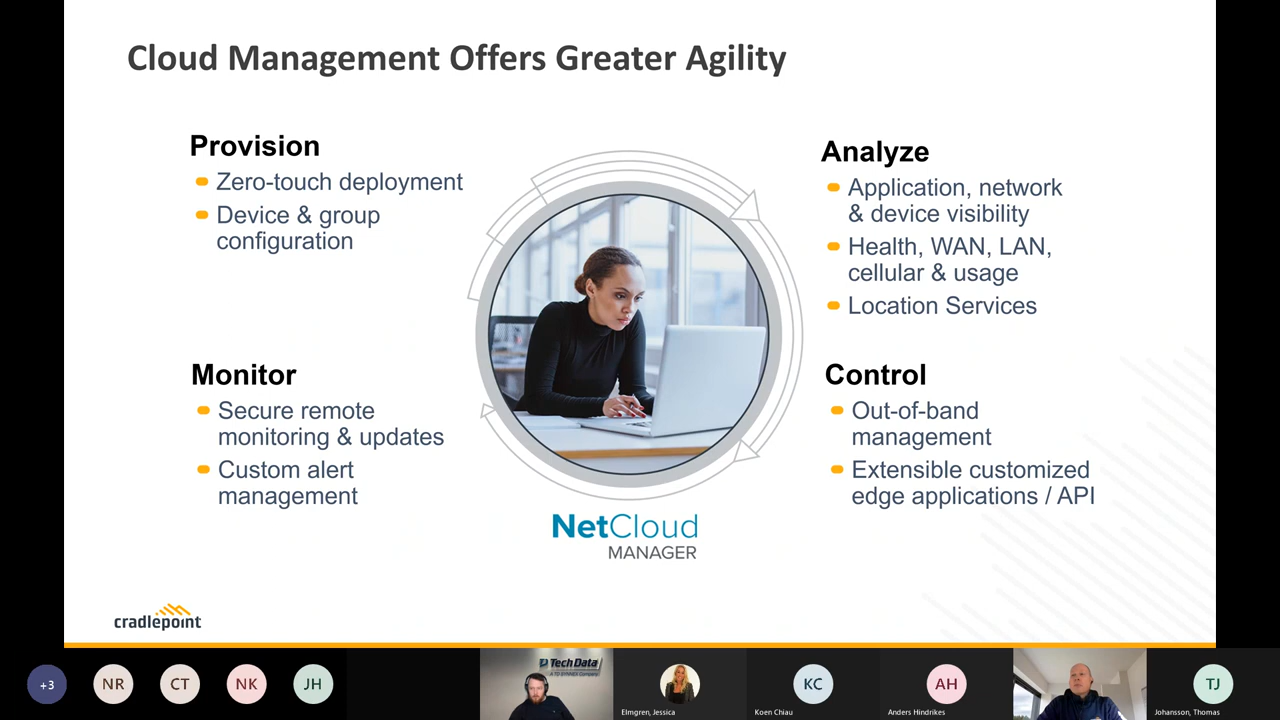 Cloud Management Offers Greater Agility
Provision
Zero-touch deployment
Device & group
configuration
Monitor
Secure remote
monitoring & updates
Custom alert
management
Analyze
Application, network
& device visibility
Health, WAN, LAN,
cellular & usage
Location Services
Control
Out-of-band
management
Extensible customized
edge applications / API
NetCloud
MANAGER
cradlepoint
+3
NR
CT
NK
JH
Tech Data
A TD SYNNEX Company
Elmgren, Jessica
KC
Koen Chiau
AH
Anders Hindrikes
TJ
Johansson, Thomas